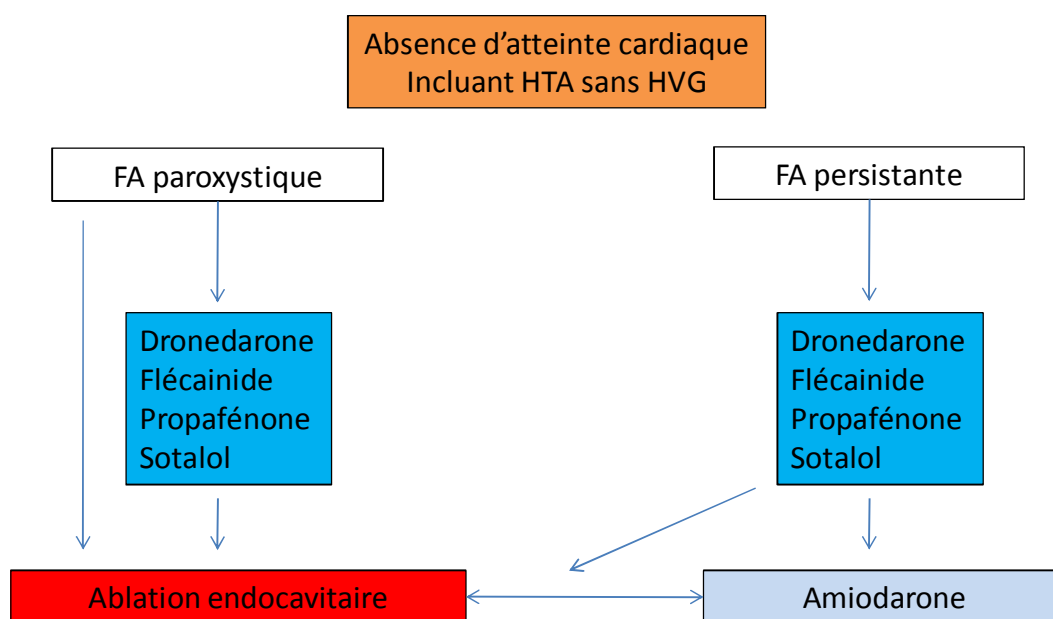 Absence d'atteinte cardiaque
Incluant HTA sans HVG
FA paroxystique
FA persistante
Dronedarone
Flécainide
Propafénone
Sotalol
Dronedarone
Flécainide
Propafénone
Sotalol
Ablation endocavitaire
Amiodarone